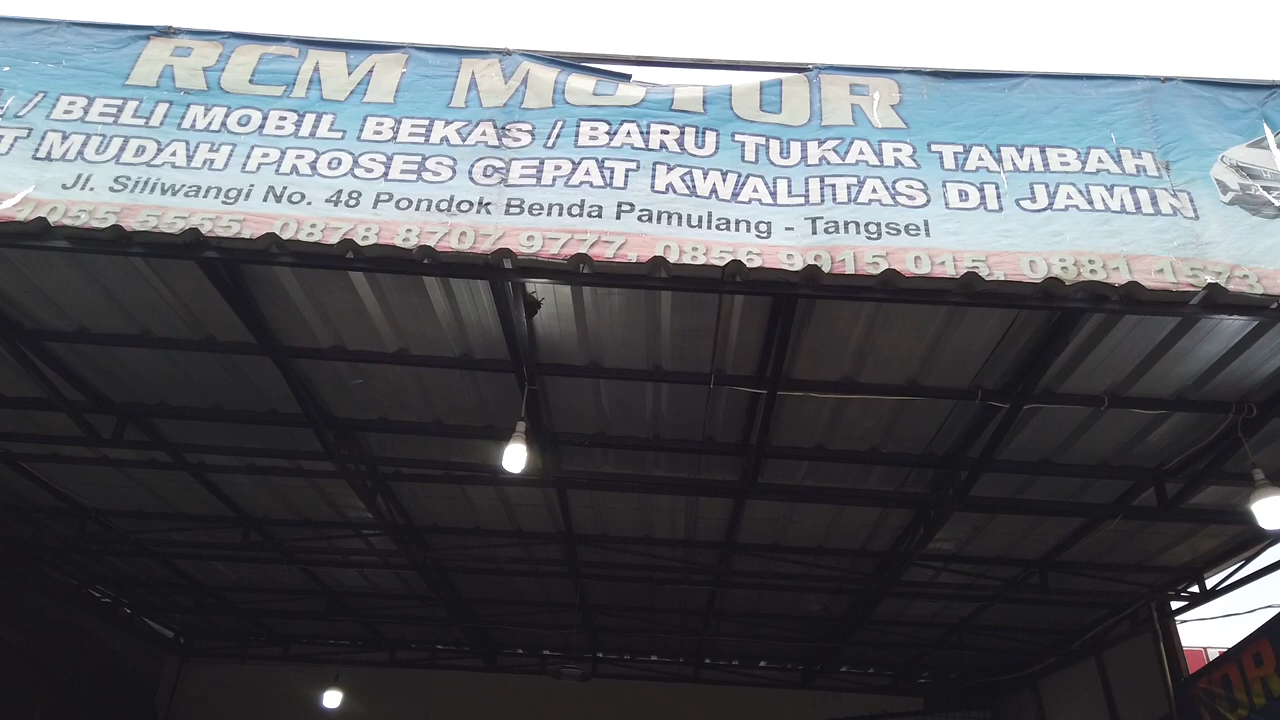 RCM MOTOR
/ BELI MOBIL BEKAS / BARU TUKAR TAMBAH
MUDAH PROSES CEPAT KWALITAS DI JAMIN
Jl. Siliwangi No. 48 Pondok Benda Pamulang - Tangsel
5555, 0878 8707 9777, 0856 9915 015, 0881 1573